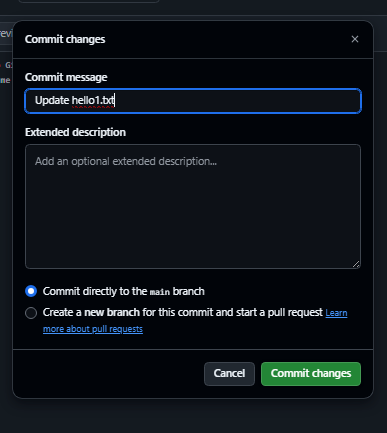 Commit changes
Commit message
Update hello1.txt
Extended description
Add an optional extended description...
Commit directly to the main branch
Create a new branch for this commit and start a pull request Learn
more about pull requests
Cancel
Commit changes